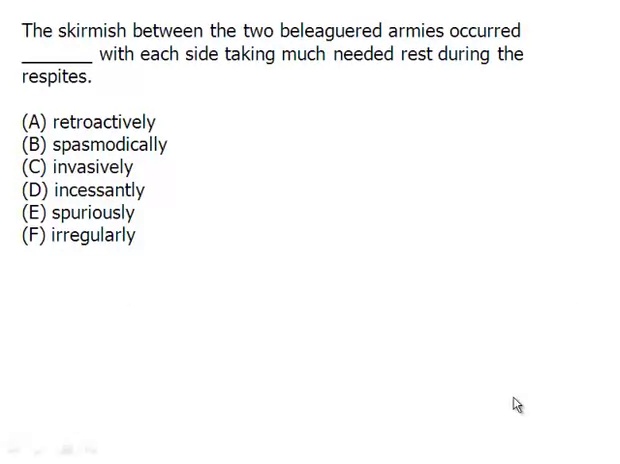 The skirmish between the two beleaguered armies occurred
________ with each side taking much needed rest during the
respites.
(A) retroactively
(B) spasmodically
(C) invasively
(D) incessantly
(E) spuriously
(F) irregularly